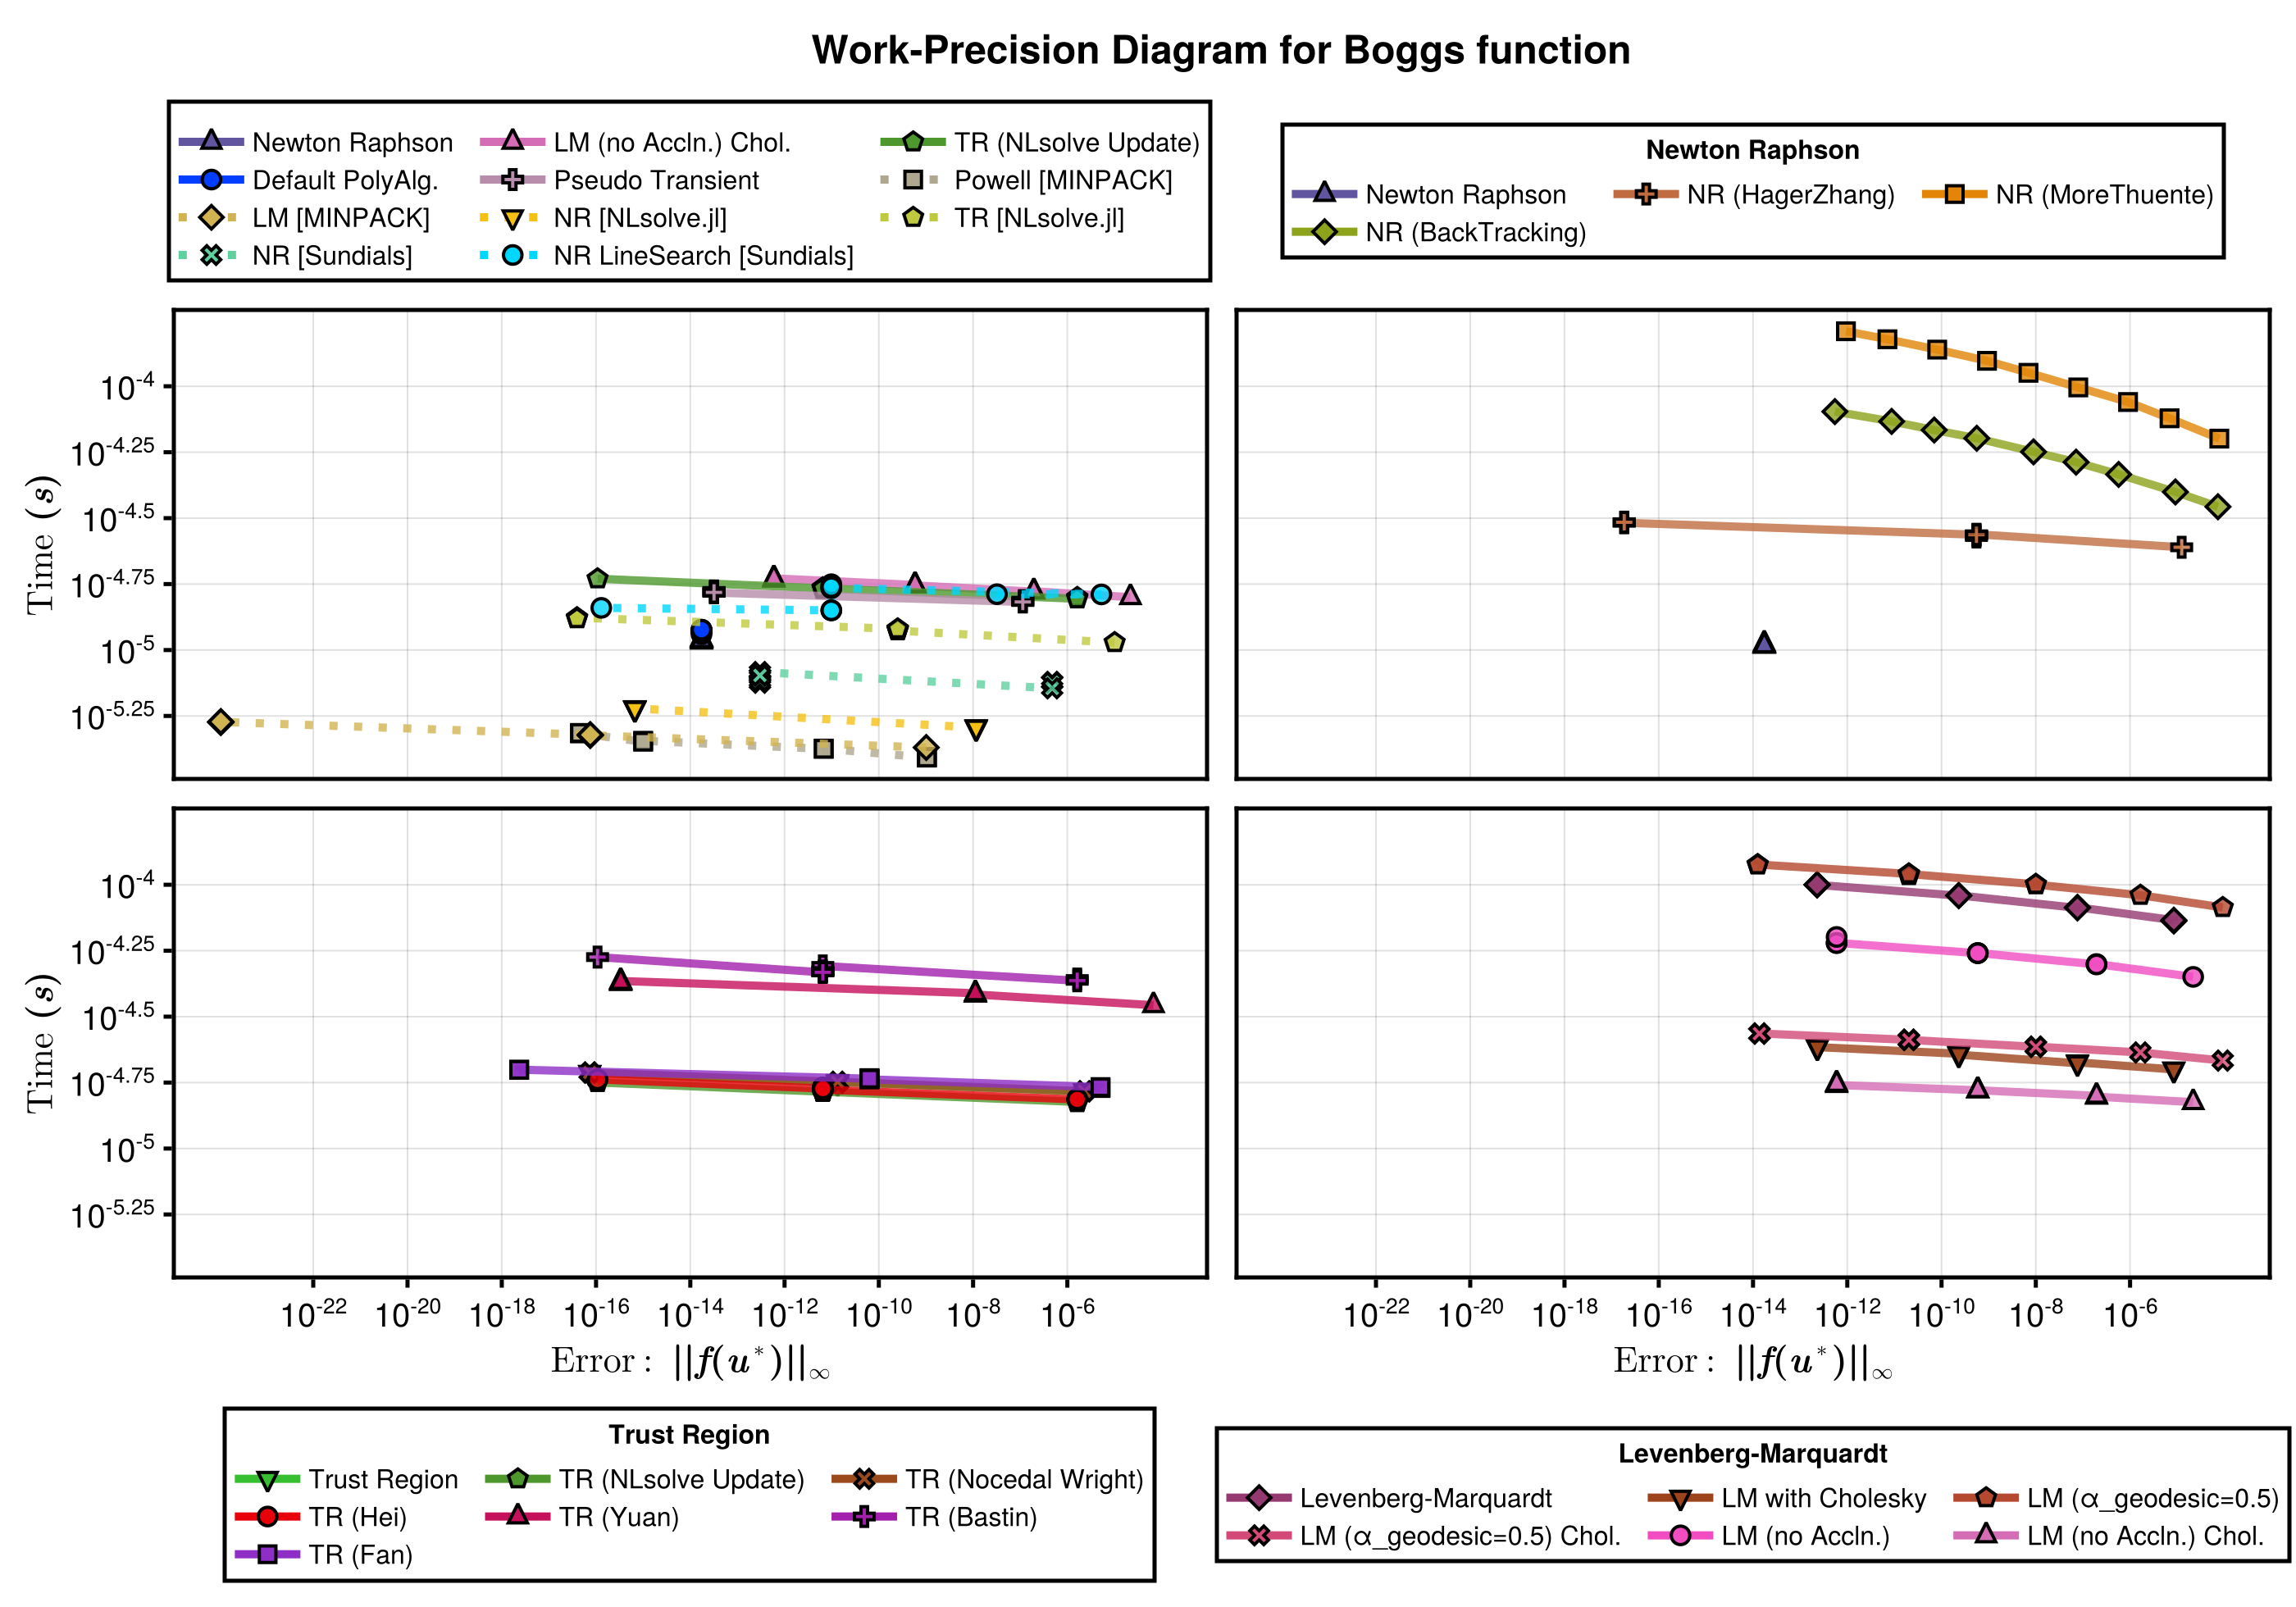 Work-Precision Diagram for Boggs function
Newton Raphson LM (no Accln.) Chol. TR (NLsolve Update)
Default PolyAlg. Pseudo Transient Powell [MINPACK]
LM [MINPACK] NR [NLsolve.jl] TR [NLsolve.jl]
NR [Sundials] NR LineSearch [Sundials]
Newton Raphson
Newton Raphson NR (HagerZhang) NR (MoreThuente)
NR (BackTracking)
10^-4
10^-4.25
10^-4.5
10^-4.75
10^-5
10^-5.25
Time (s)
10^-4
10^-4.25
10^-4.5
10^-4.75
10^-5
10^-5.25
Time (s)
10^-22 10^-20 10^-18 10^-16 10^-14 10^-12 10^-10 10^-8 10^-6
Error: ||f(u*)||∞
10^-22 10^-20 10^-18 10^-16 10^-14 10^-12 10^-10 10^-8 10^-6
Error: ||f(u*)||∞
Trust Region
Trust Region TR (NLsolve Update) TR (Nocedal Wright)
TR (Hei) TR (Yuan) TR (Bastin)
TR (Fan)
Levenberg-Marquardt
Levenberg-Marquardt LM with Cholesky LM (α_geodesic=0.5)
LM (α_geodesic=0.5) Chol. LM (no Accln.) LM (no Accln.) Chol.